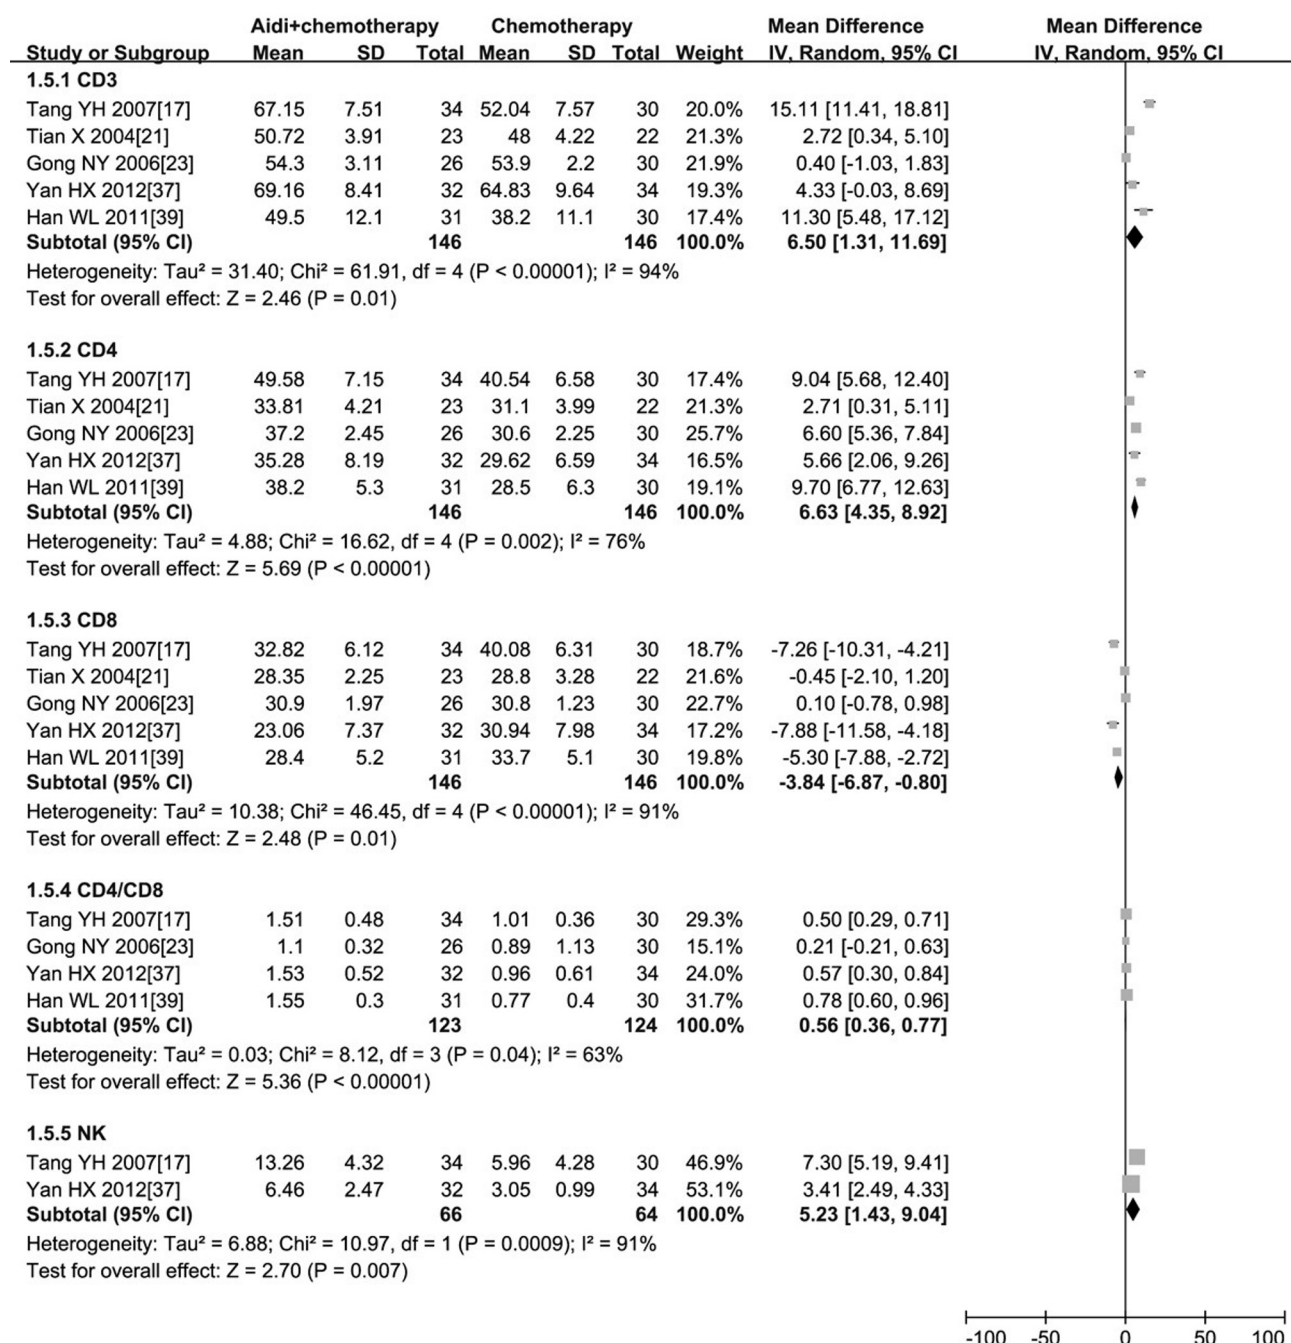 Aidi+chemotherapy Chemotherapy Mean Difference Mean Difference
Study or Subgroup Mean SD Total Mean SD Total Weight IV, Random, 95% CI IV, Random, 95% CI
1.5.1 CD3
Tang YH 2007[17] 67.15 7.51 34 52.04 7.57 30 20.0% 15.11 [11.41, 18.81]
Tian X 2004[21] 50.72 3.91 23 48 4.22 22 21.3% 2.72 [0.34, 5.10]
Gong NY 2006[23] 54.3 3.11 26 53.9 2.2 30 21.9% 0.40 [-1.03, 1.83]
Yan HX 2012[37] 69.16 8.41 32 64.83 9.64 34 19.3% 4.33 [-0.03, 8.69]
Han WL 2011[39] 49.5 12.1 31 38.2 11.1 30 17.4% 11.30 [5.48, 17.12]
Subtotal (95% CI) 146 146 100.0% 6.50 [1.31, 11.69]
Heterogeneity: Tau² = 31.40; Chi² = 61.91, df = 4 (P < 0.00001); I² = 94%
Test for overall effect: Z = 2.46 (P = 0.01)
1.5.2 CD4
Tang YH 2007[17] 49.58 7.15 34 40.54 6.58 30 17.4% 9.04 [5.68, 12.40]
Tian X 2004[21] 33.81 4.21 23 31.1 3.99 22 21.3% 2.71 [0.31, 5.11]
Gong NY 2006[23] 37.2 2.45 26 30.6 2.25 30 25.7% 6.60 [5.36, 7.84]
Yan HX 2012[37] 35.28 8.19 32 29.62 6.59 34 16.5% 5.66 [2.06, 9.26]
Han WL 2011[39] 38.2 5.3 31 28.5 6.3 30 19.1% 9.70 [6.77, 12.63]
Subtotal (95% CI) 146 146 100.0% 6.63 [4.35, 8.92]
Heterogeneity: Tau² = 4.88; Chi² = 16.62, df = 4 (P = 0.002); I² = 76%
Test for overall effect: Z = 5.69 (P < 0.00001)
1.5.3 CD8
Tang YH 2007[17] 32.82 6.12 34 40.08 6.31 30 18.7% -7.26 [-10.31, -4.21]
Tian X 2004[21] 28.35 2.25 23 28.8 3.28 22 21.6% -0.45 [-2.10, 1.20]
Gong NY 2006[23] 30.9 1.97 26 30.8 1.23 30 22.7% 0.10 [-0.78, 0.98]
Yan HX 2012[37] 23.06 7.37 32 30.94 7.98 34 17.2% -7.88 [-11.58, -4.18]
Han WL 2011[39] 28.4 5.2 31 33.7 5.1 30 19.8% -5.30 [-7.88, -2.72]
Subtotal (95% CI) 146 146 100.0% -3.84 [-6.87, -0.80]
Heterogeneity: Tau² = 10.38; Chi² = 46.45, df = 4 (P < 0.00001); I² = 91%
Test for overall effect: Z = 2.48 (P = 0.01)
1.5.4 CD4/CD8
Tang YH 2007[17] 1.51 0.48 34 1.01 0.36 30 29.3% 0.50 [0.29, 0.71]
Gong NY 2006[23] 1.1 0.32 26 0.89 1.13 30 15.1% 0.21 [-0.21, 0.63]
Yan HX 2012[37] 1.53 0.52 32 0.96 0.61 34 24.0% 0.57 [0.30, 0.84]
Han WL 2011[39] 1.55 0.3 31 0.77 0.4 30 31.7% 0.78 [0.60, 0.96]
Subtotal (95% CI) 123 124 100.0% 0.56 [0.36, 0.77]
Heterogeneity: Tau² = 0.03; Chi² = 8.12, df = 3 (P = 0.04); I² = 63%
Test for overall effect: Z = 5.36 (P < 0.00001)
1.5.5 NK
Tang YH 2007[17] 13.26 4.32 34 5.96 4.28 30 46.9% 7.30 [5.19, 9.41]
Yan HX 2012[37] 6.46 2.47 32 3.05 0.99 34 53.1% 3.41 [2.49, 4.33]
Subtotal (95% CI) 66 64 100.0% 5.23 [1.43, 9.04]
Heterogeneity: Tau² = 6.88; Chi² = 10.97, df = 1 (P = 0.0009); I² = 91%
Test for overall effect: Z = 2.70 (P = 0.007)
-100 -50 0 50 100